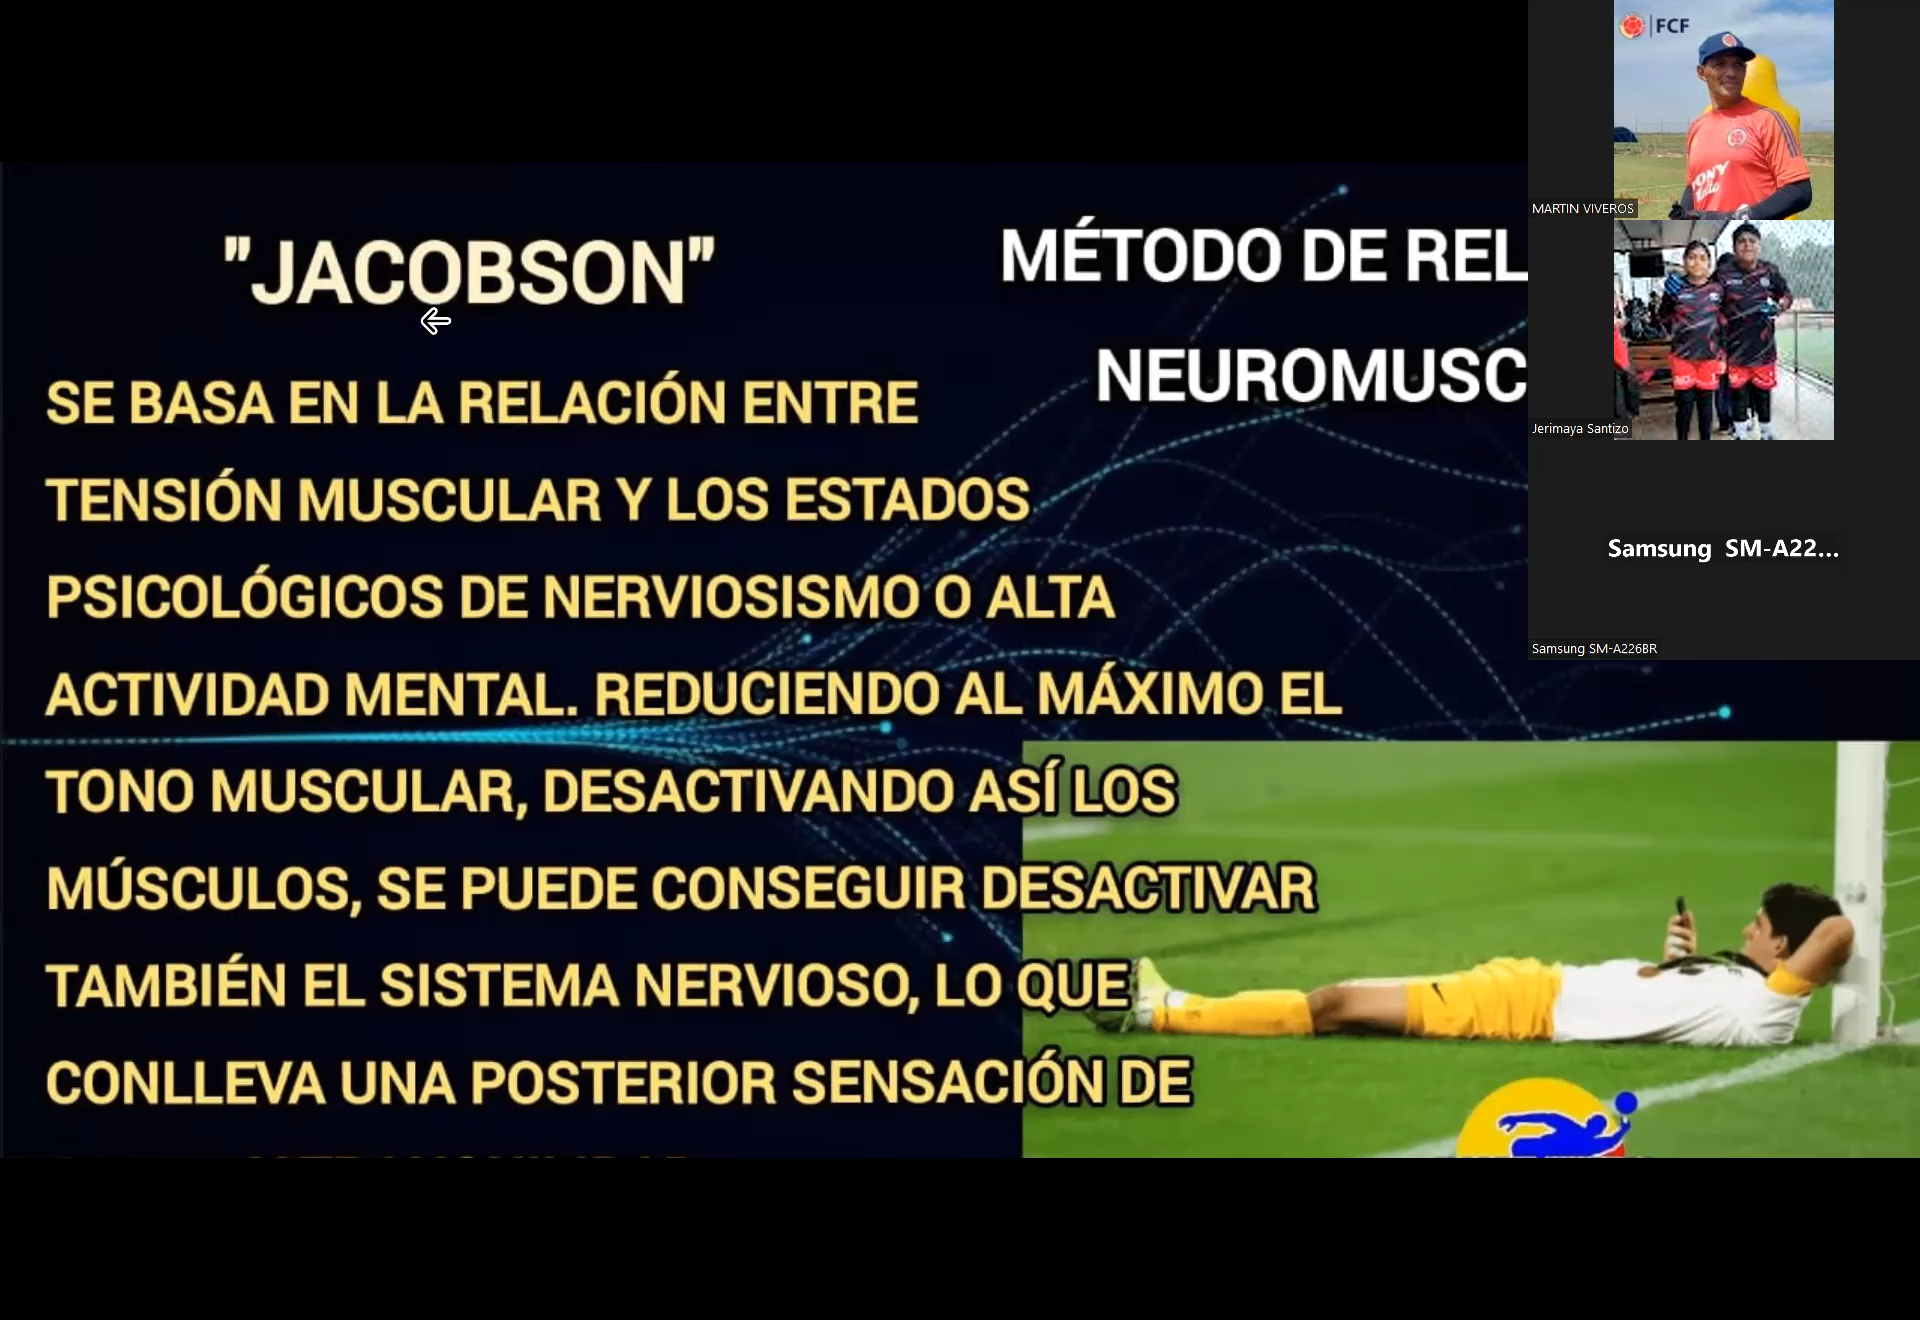 "JACOBSON"
MÉTODO DE REL
NEUROMUSC
SE BASA EN LA RELACIÓN ENTRE
TENSIÓN MUSCULAR Y LOS ESTADOS
PSICOLÓGICOS DE NERVIOSISMO O ALTA
ACTIVIDAD MENTAL. REDUCIENDO AL MÁXIMO EL
TONO MUSCULAR, DESACTIVANDO ASÍ LOS
MÚSCULOS, SE PUEDE CONSEGUIR DESACTIVAR
TAMBIÉN EL SISTEMA NERVIOSO, LO QUE
CONLLEVA UNA POSTERIOR SENSACIÓN DE
FCF
MARTIN VIVEROS
Jerimaya Santizo
Samsung SM-A22...
Samsung SM-A226BR